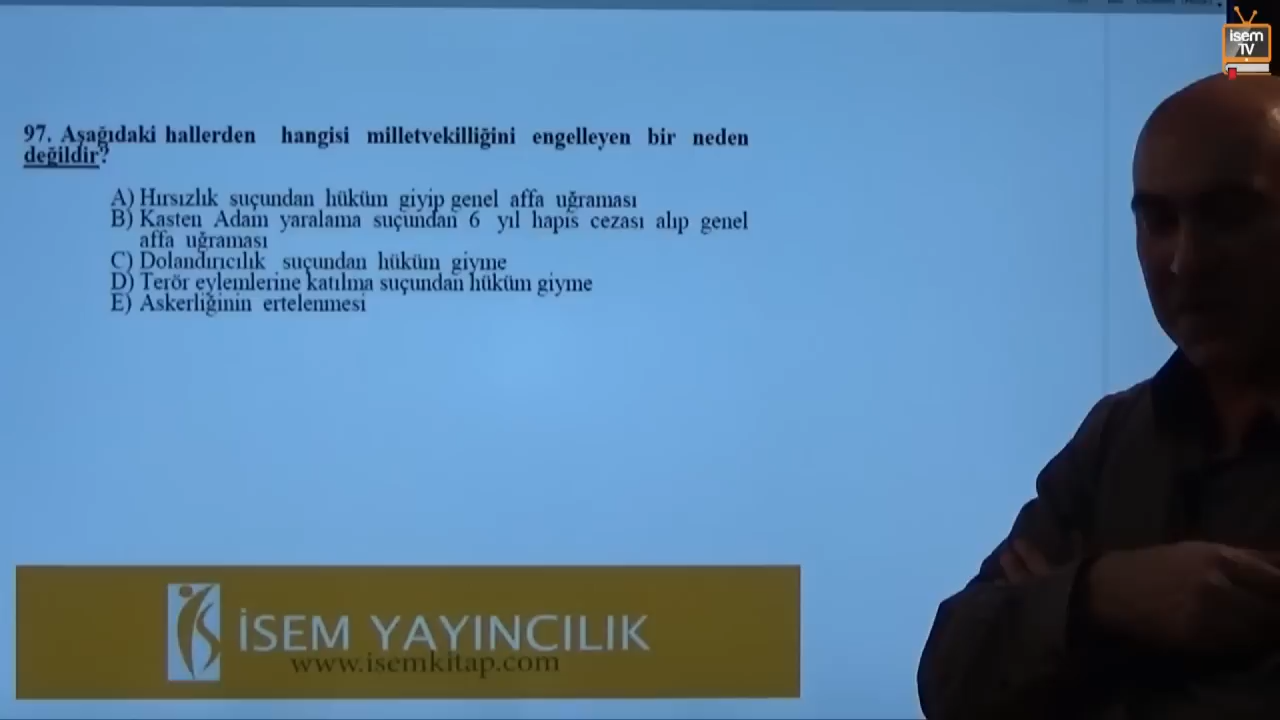 isem
TV
97. Aşağıdaki hallerden hangisi milletvekilliğini engelleyen bir neden
değildir?
A) Hırsızlık suçundan hüküm giyip genel affa uğraması
B) Kasten Adam yaralama suçundan 6 yıl hapis cezası alıp genel
affa uğraması
C) Dolandırıcılık suçundan hüküm giyme
D) Terör eylemlerine katılma suçundan hüküm giyme
E) Askerliğinin ertelenmesi
İSEM YAYINCILIK
www.isemkitap.com